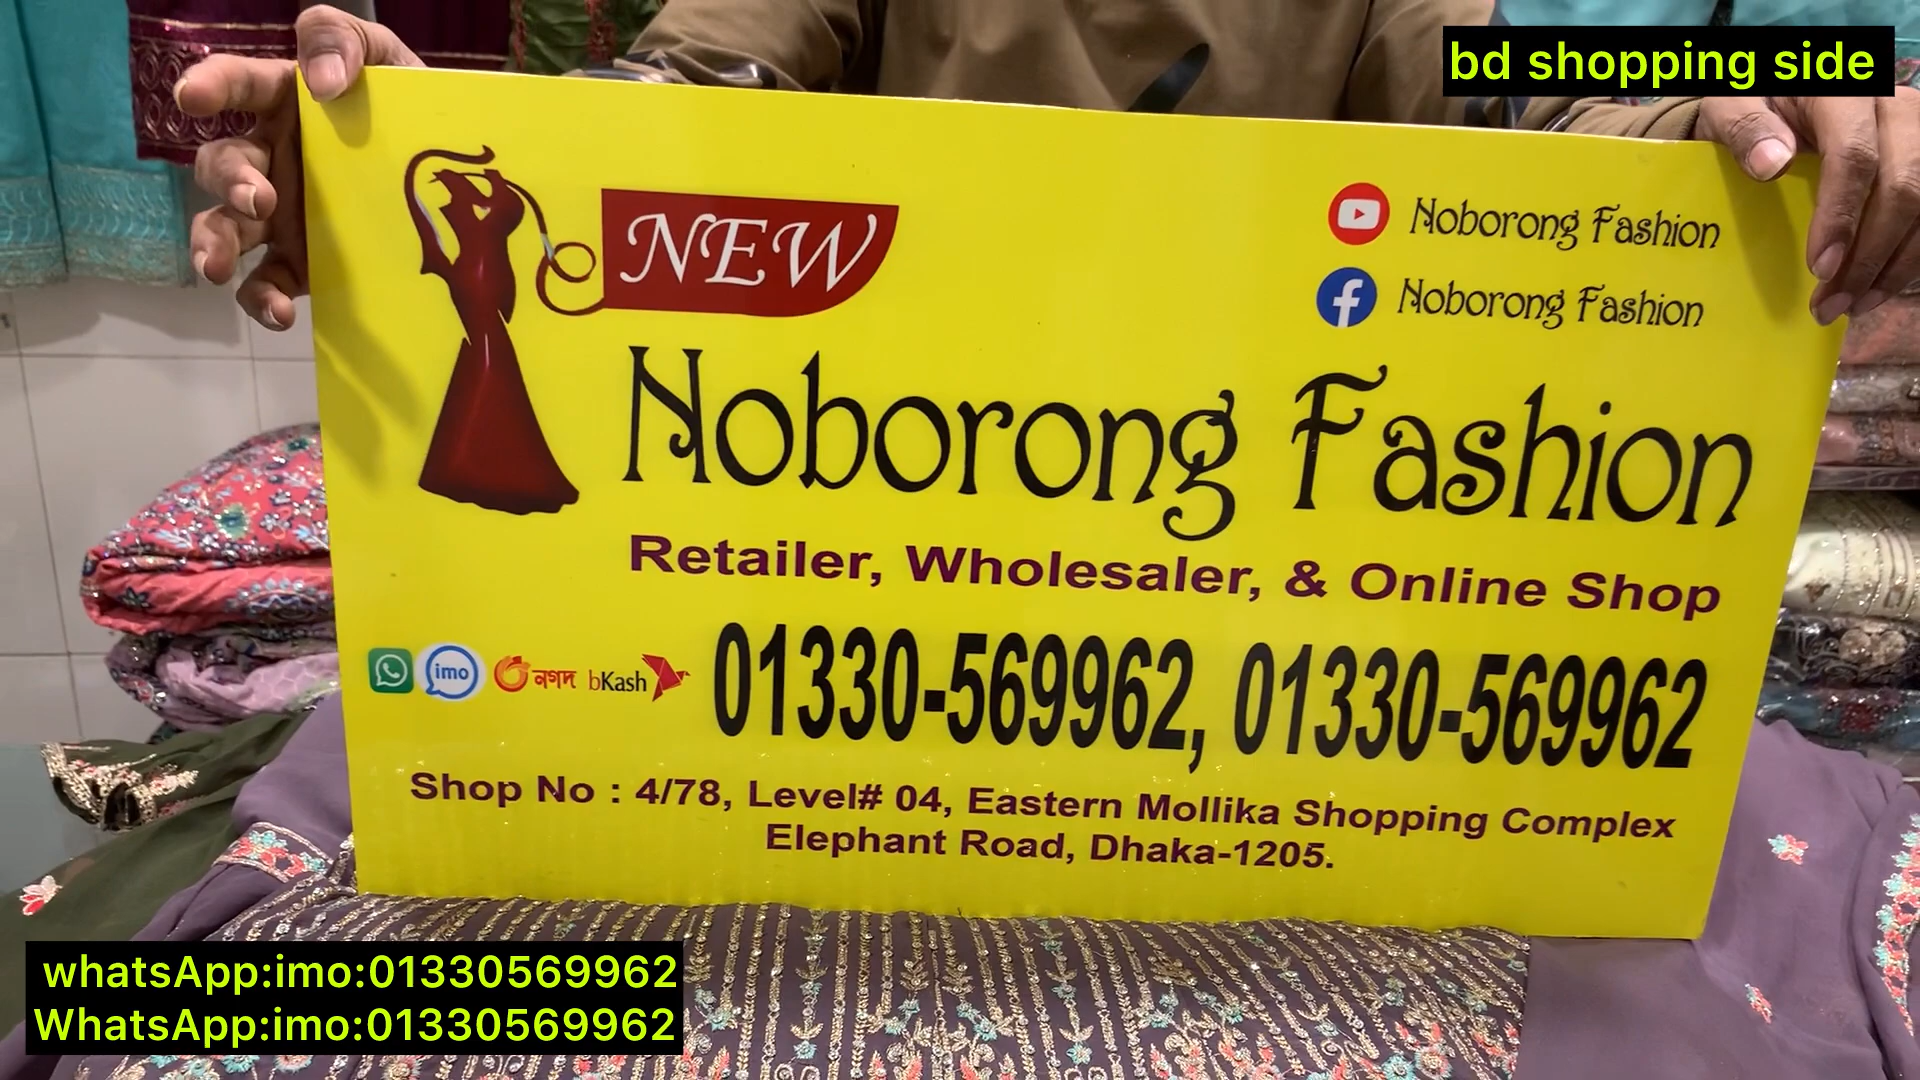 bd shopping side
NEW
Noborong Fashion
Noborong Fashion
Noborong Fashion
Retailer, Wholesaler, & Online Shop
imo নগদ bKash 01330-569962, 01330-569962
Shop No : 4/78, Level# 04, Eastern Mollika Shopping Complex
Elephant Road, Dhaka-1205.
whatsApp:imo:01330569962
WhatsApp:imo:01330569962